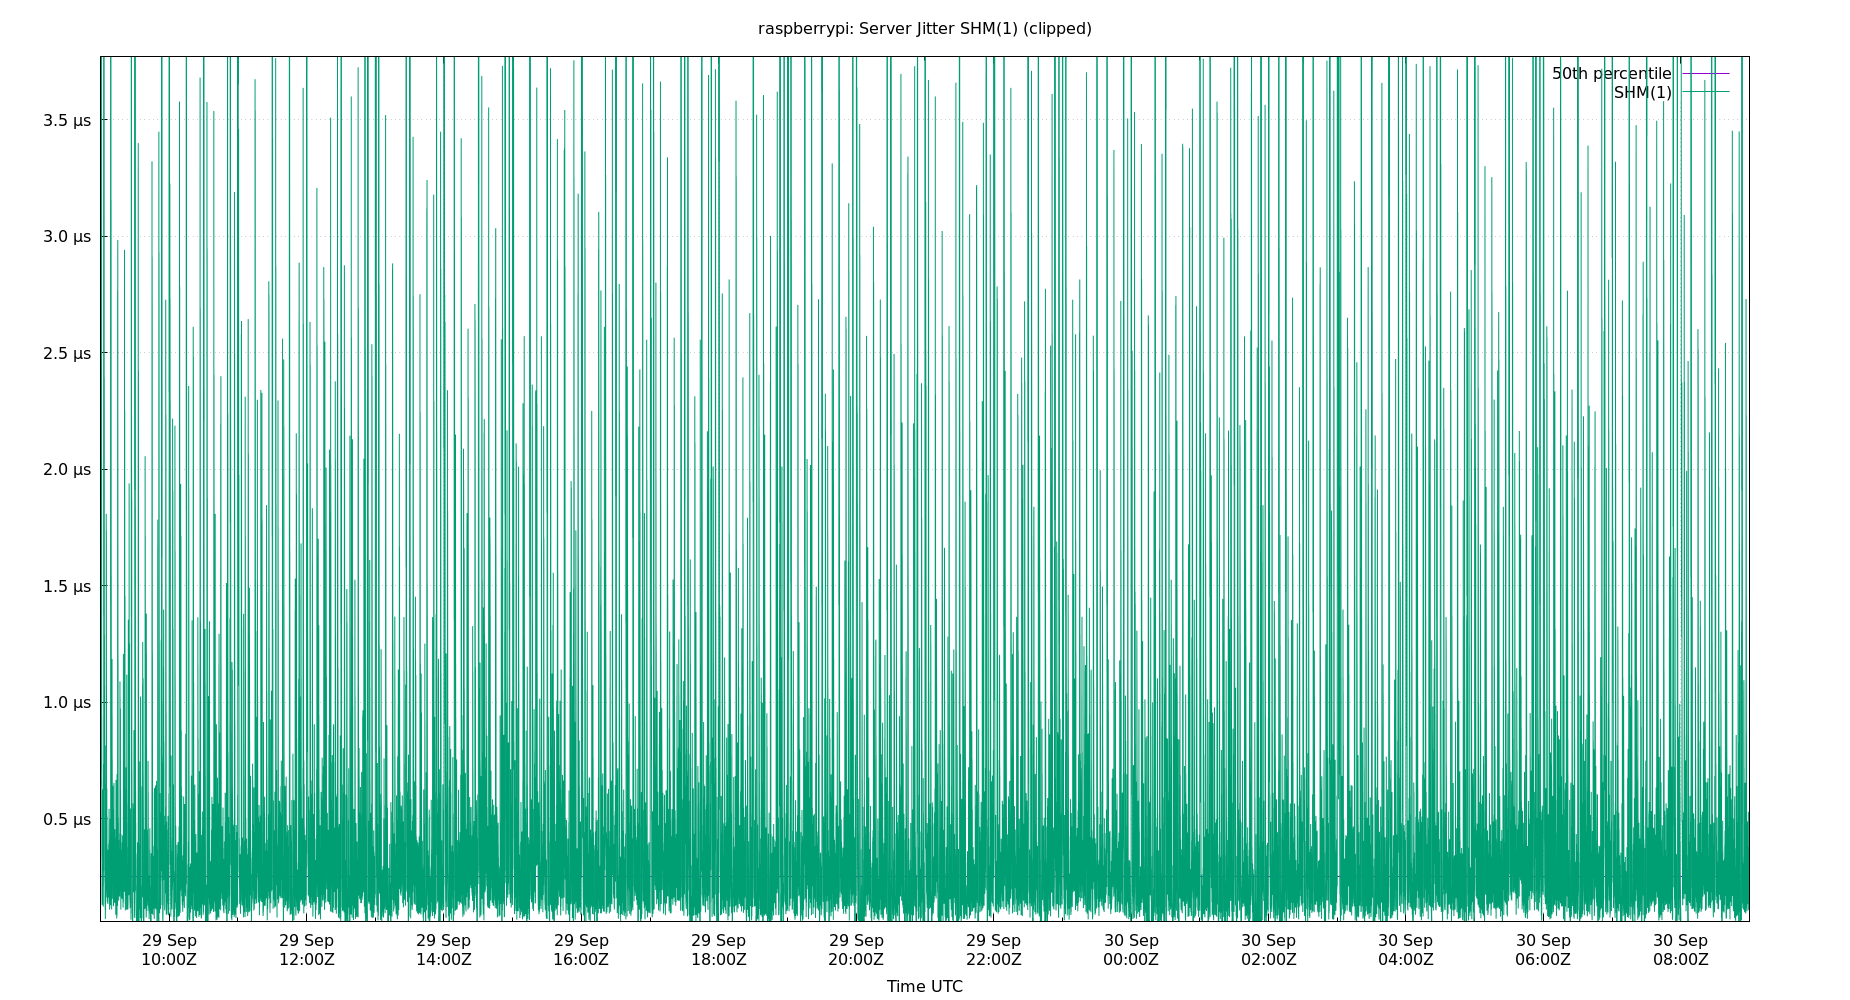 raspberrypi: Server Jitter SHM(1) (clipped)
50th percentile
SHM(1)
3.5 µs
3.0 µs
2.5 µs
2.0 µs
1.5 µs
1.0 µs
0.5 µs
29 Sep 29 Sep 29 Sep 29 Sep 29 Sep 29 Sep 29 Sep 30 Sep 30 Sep 30 Sep 30 Sep 30 Sep
10:00Z 12:00Z 14:00Z 16:00Z 18:00Z 20:00Z 22:00Z 00:00Z 02:00Z 04:00Z 06:00Z 08:00Z
Time UTC